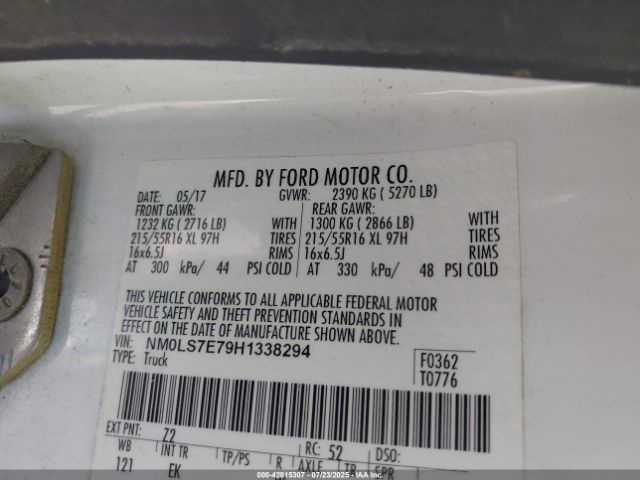 MFD. BY FORD MOTOR CO.
DATE: 05/17 GVWR: 2390 KG ( 5270 LB)
FRONT GAWR: REAR GAWR:
1232 KG ( 2716 LB) WITH 1300 KG ( 2866 LB) WITH
215/55R16 XL 97H TIRES 215/55R16 XL 97H TIRES
16x6.5J RIMS 16x6.5J RIMS
AT 300 kPa/ 44 PSI COLD AT 330 kPa/ 48 PSI COLD
THIS VEHICLE CONFORMS TO ALL APPLICABLE FEDERAL MOTOR
VEHICLE SAFETY AND THEFT PREVENTION STANDARDS IN
EFFECT ON THE DATE OF MANUFACTURE SHOWN ABOVE.
VIN: NM0LS7E79H1338294
TYPE: Truck
F0362
T0776
EXT PNT: Z2 RC: 52 DSO:
WB INT TR TP/PS R AXLE TR SPR
121 EK
000-42815307 - 07/23/2025 - IAAI.COM